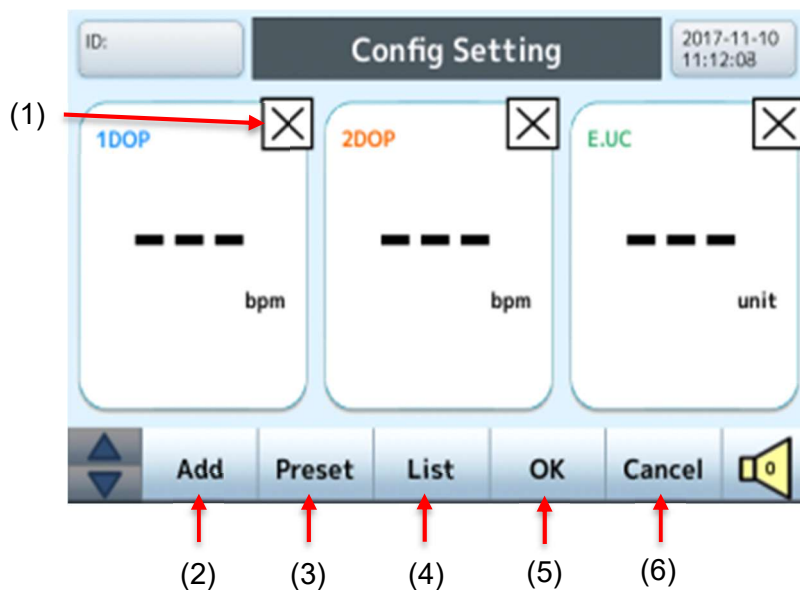 ID:
Config Setting
2017-11-10
11:12:03
(1)
1DOP
2DOP
E.UC
--- --- ---
bpm
bpm
unit
Add
Preset
List
OK
Cancel
0
(2)
(3)
(4)
(5)
(6)